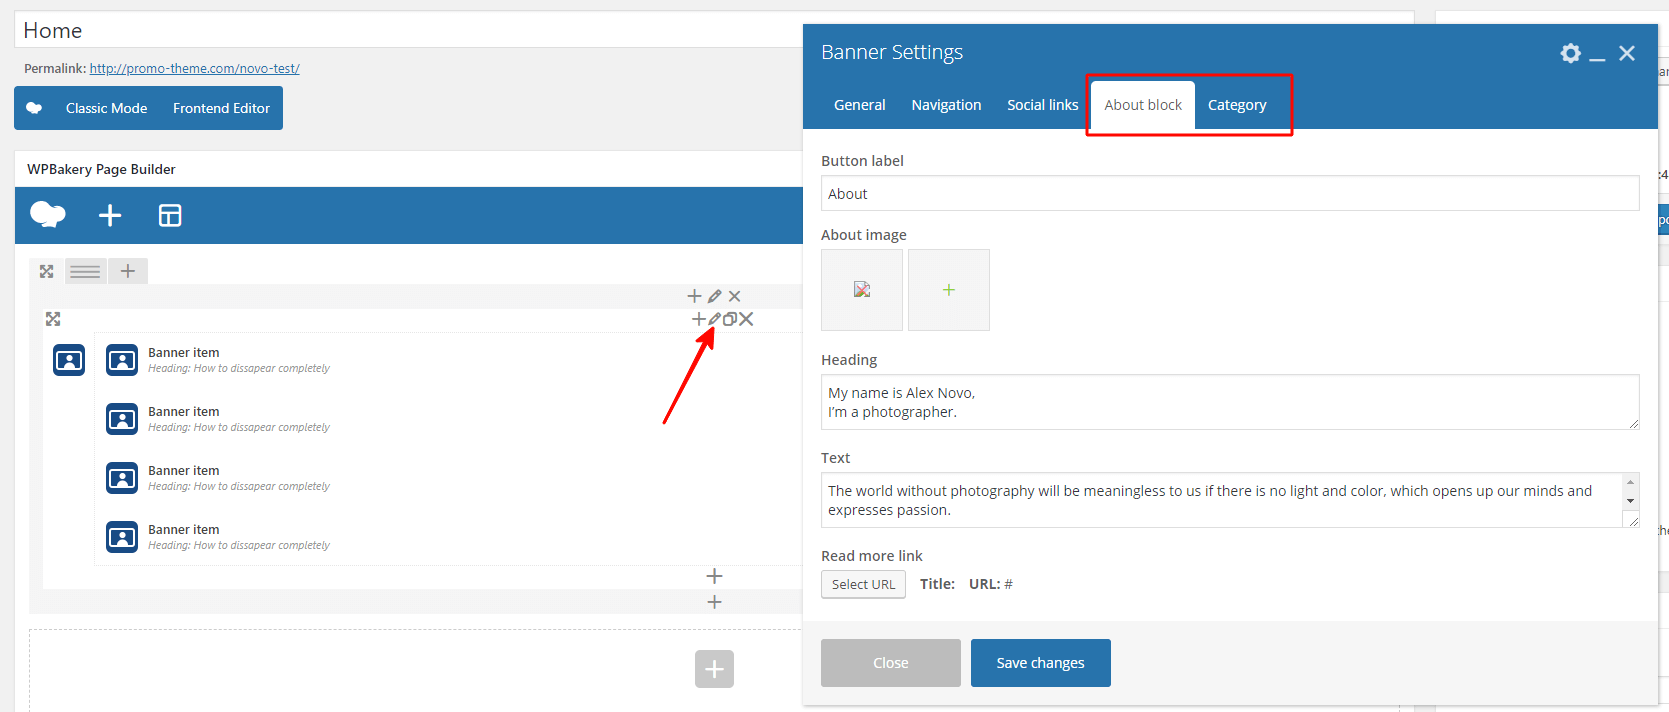 Home
Permalink: http://promo-theme.com/novo-test/
Classic Mode
Frontend Editor
WPBakery Page Builder
Banner item
Heading: How to dissapear completely
Banner item
Heading: How to dissapear completely
Banner item
Heading: How to dissapear completely
Banner item
Heading: How to dissapear completely
Banner Settings
General
Navigation
Social links
About block
Category
Button label
About
About image
Heading
My name is Alex Novo,
I'm a photographer.
Text
The world without photography will be meaningless to us if there is no light and color, which opens up our minds and
expresses passion.
Read more link
Select URL
Title:
URL: #
Close
Save changes